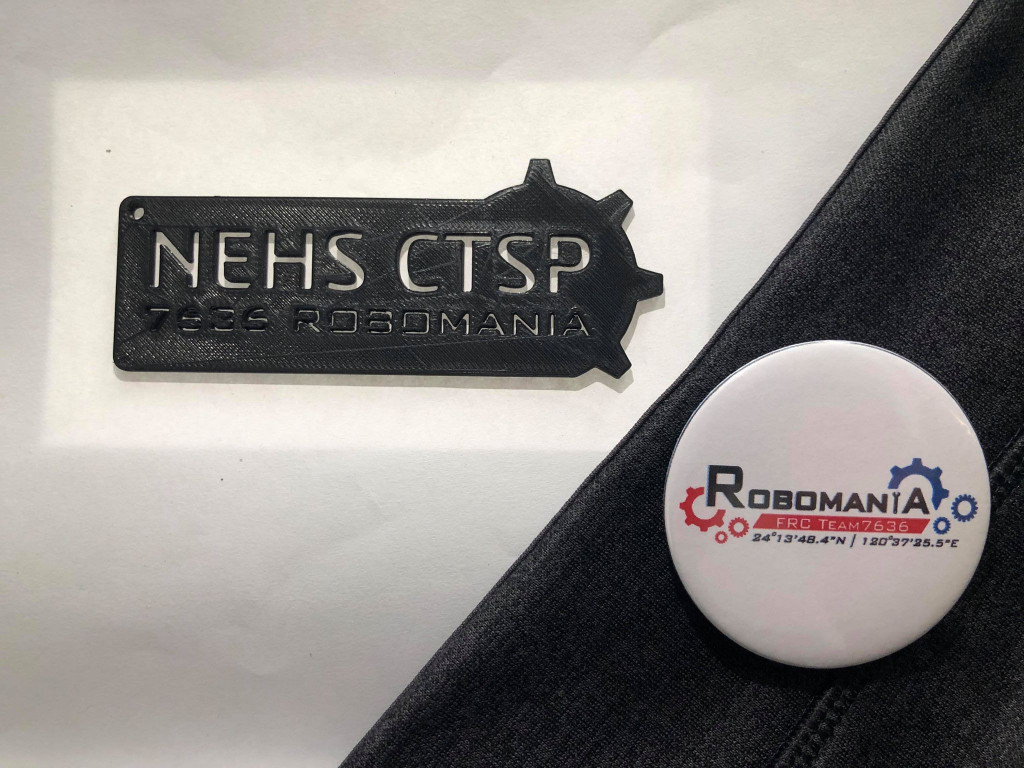 NEHS CTSP
7636 ROBOMANIA
ROBOMANIA
FRC TEAM7636
24°13'48.4"N | 120°37'25.5"E